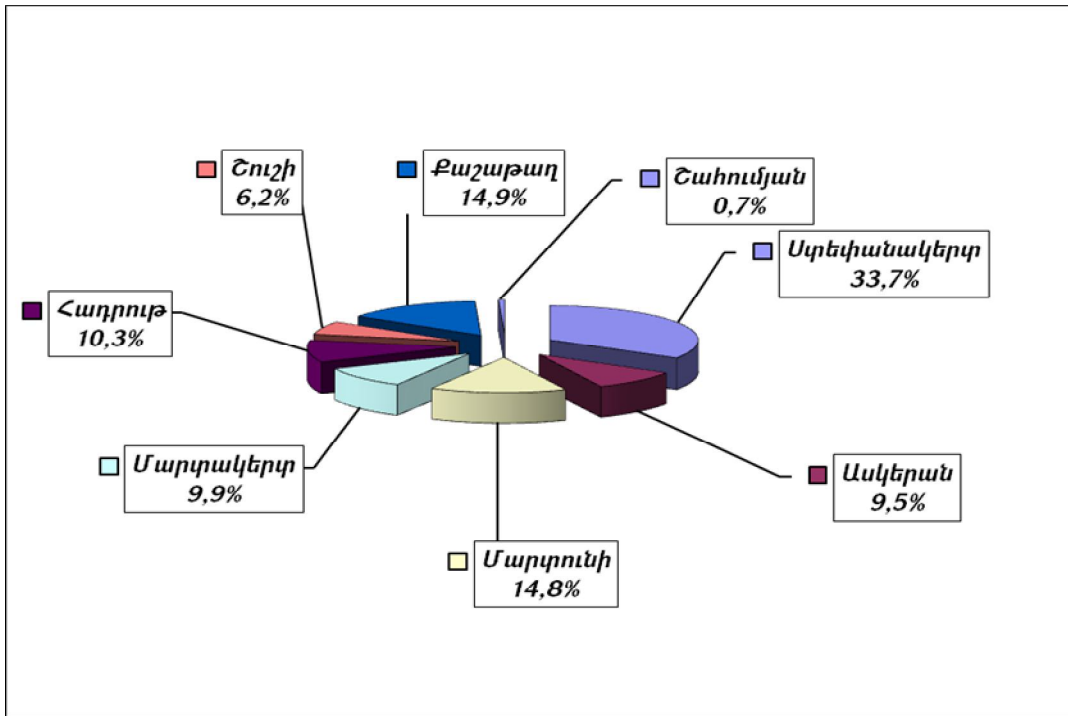 Շուշի
6,2%
Քաշաթաղ
14,9%
Շահումյան
0,7%
Ստեփանակերտ
33,7%
Հադրութ
10,3%
Մարտակերտ
9,9%
Ասկերան
9,5%
Մարտունի
14,8%